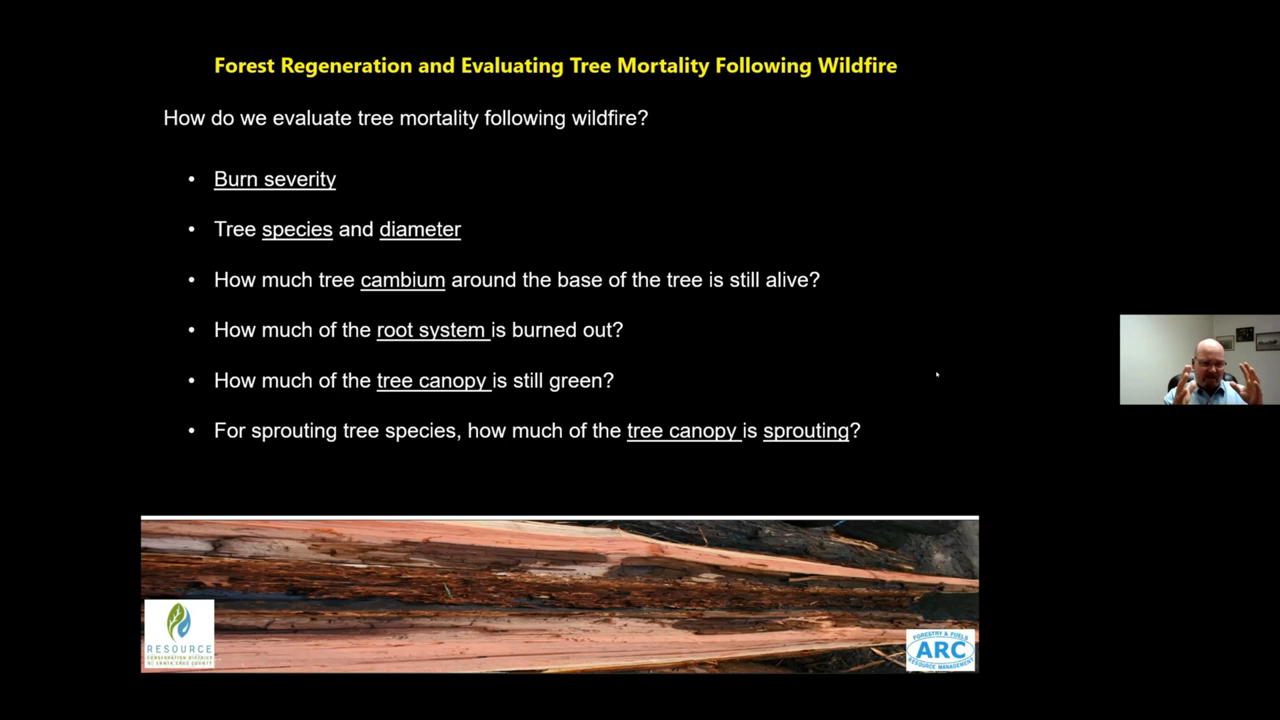 Forest Regeneration and Evaluating Tree Mortality Following Wildfire
How do we evaluate tree mortality following wildfire?
• Burn severity
• Tree species and diameter
• How much tree cambium around the base of the tree is still alive?
• How much of the root system is burned out?
• How much of the tree canopy is still green?
• For sprouting tree species, how much of the tree canopy is sprouting?
RESOURCE
CONSERVATION DISTRICT
OF SANTA CRUZ COUNTY
FORESTRY & FUELS
ARC
RESOURCE MANAGEMENT